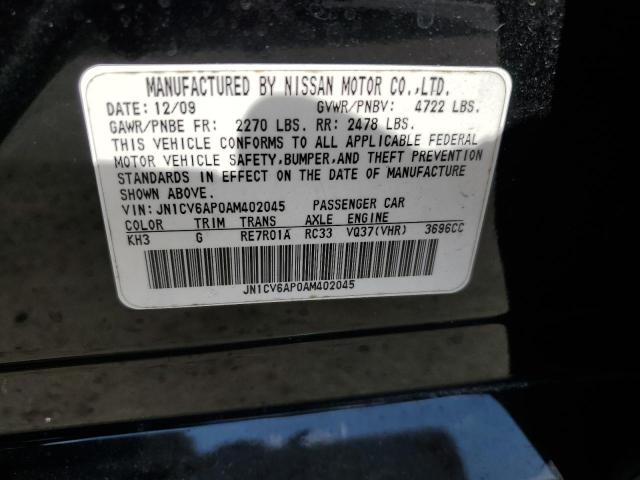 MANUFACTURED BY NISSAN MOTOR CO.,LTD.
DATE: 12/09 GVWR/PNBV: 4722 LBS.
GAWR/PNBE FR: 2270 LBS. RR: 2478 LBS.
THIS VEHICLE CONFORMS TO ALL APPLICABLE FEDERAL
MOTOR VEHICLE SAFETY,BUMPER,AND THEFT PREVENTION
STANDARDS IN EFFECT ON THE DATE OF MANUFACTURE
SHOWN ABOVE.
VIN: JN1CV6AP0AM402045 PASSENGER CAR
COLOR TRIM TRANS AXLE ENGINE
KH3 G RE7R01A RC33 VQ37(VHR) 3696CC
JN1CV6AP0AM402045